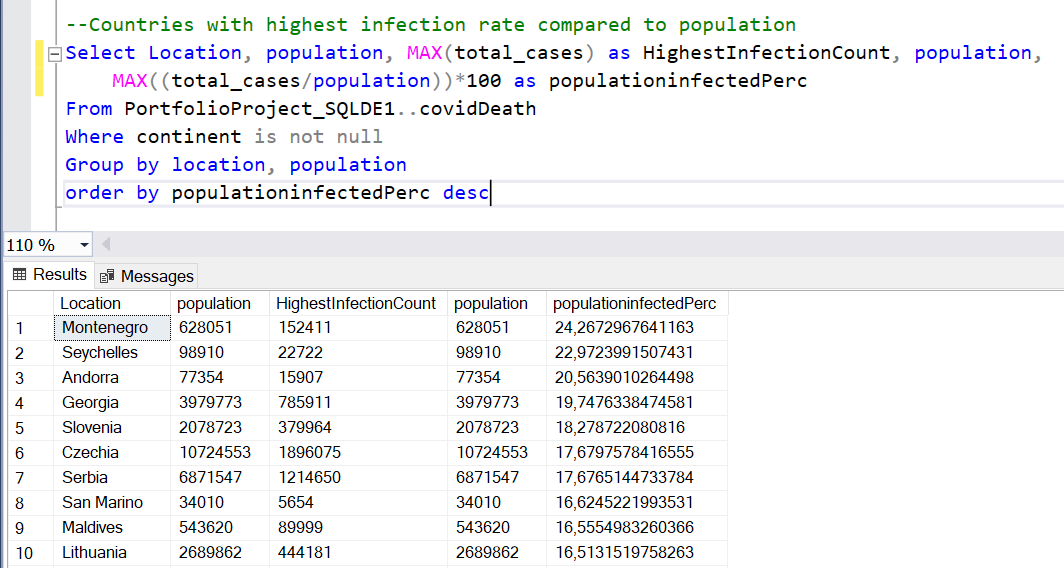 --Countries with highest infection rate compared to population
Select Location, population, MAX(total_cases) as HighestInfectionCount, population,
MAX((total_cases/population))*100 as populationinfectedPerc
From PortfolioProject_SQLDE1..covidDeath
Where continent is not null
Group by location, population
order by populationinfectedPerc desc
110 %
Results Messages
Location population HighestInfectionCount population populationinfectedPerc
1 Montenegro 628051 152411 628051 24,2672967641163
2 Seychelles 98910 22722 98910 22,9723991507431
3 Andorra 77354 15907 77354 20,5639010264498
4 Georgia 3979773 785911 3979773 19,7476338474581
5 Slovenia 2078723 379964 2078723 18,278722080816
6 Czechia 10724553 1896075 10724553 17,6797578416555
7 Serbia 6871547 1214650 6871547 17,6765144733784
8 San Marino 34010 5654 34010 16,6245221993531
9 Maldives 543620 89999 543620 16,5554983260366
10 Lithuania 2689862 444181 2689862 16,5131519758263